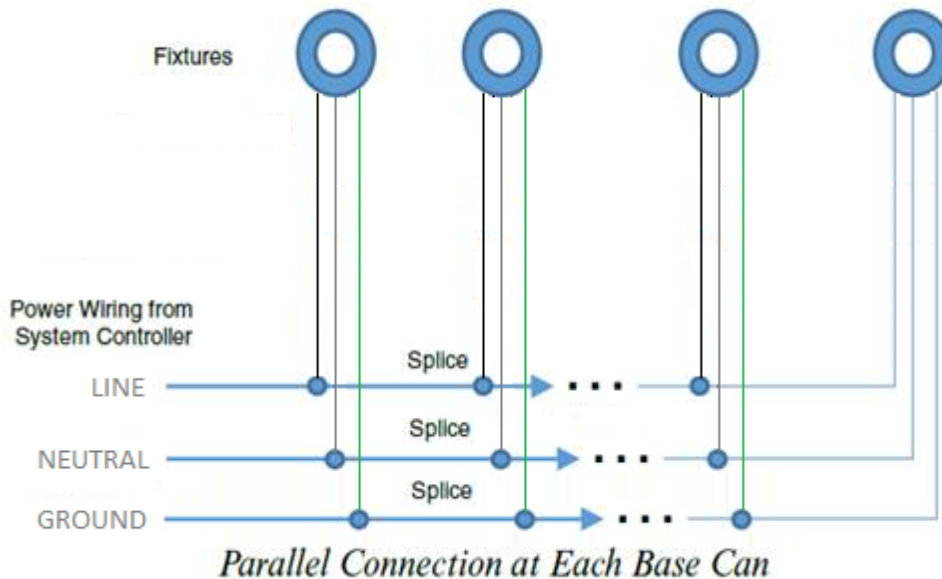 Fixtures
Power Wiring from
System Controller
Splice
LINE
Splice
NEUTRAL
Splice
GROUND
Parallel Connection at Each Base Can